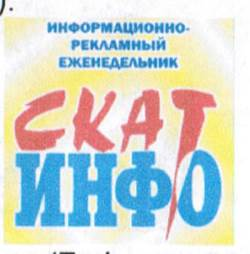 ).
ИНФОРМАЦИОННО-
РЕКЛАМНЫЙ
ЕЖЕНЕДЕЛЬНИК
СКАТ
ИНФО